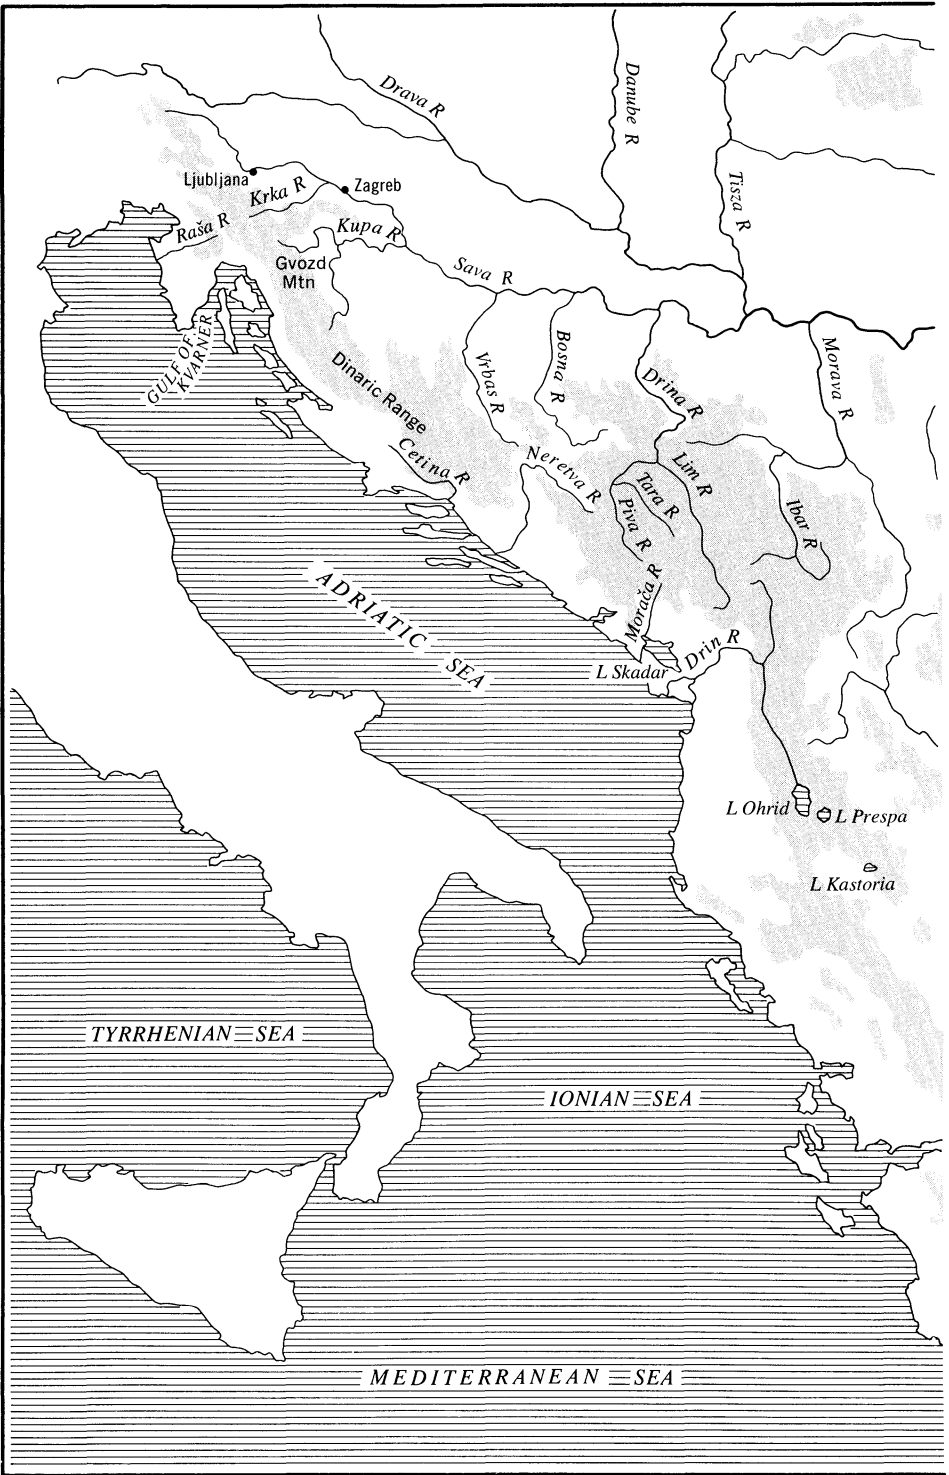 Drava R
Danube R
Tisza R
Ljubljana
Krka R
Zagreb
Raša R
Kupa R
Gvozd
Mtn
Sava R
GULF OF
KVARNER
Dinaric Range
Vrbas R
Bosna R
Drina R
Morava R
Cetina R
Neretva R
Tara R
Lim R
Piva R
Ibar R
ADRIATIC SEA
Morača R
Drin R
L Skadar
L Ohrid
L Prespa
L Kastoria
TYRRHENIAN SEA
IONIAN SEA
MEDITERRANEAN SEA